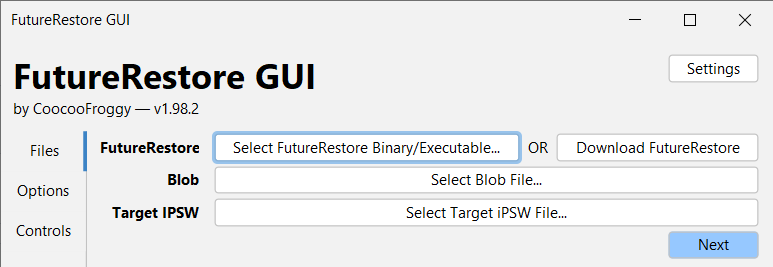 FutureRestore GUI
FutureRestore GUI
Settings
by CoocooFroggy — v1.98.2
Files
FutureRestore Select FutureRestore Binary/Executable... OR Download FutureRestore
Blob Select Blob File...
Options
Target IPSW Select Target iPSW File...
Controls
Next